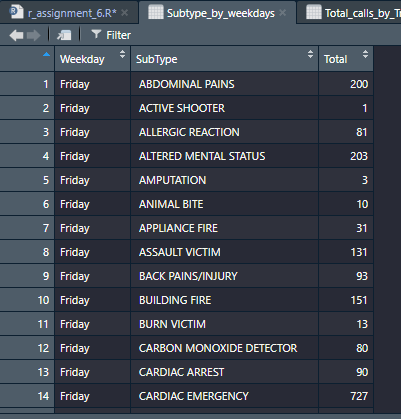 r_assignment_6.R* Subtype_by_weekdays Total_calls_by_Tr
Filter
Weekday SubType Total
1 Friday ABDOMINAL PAINS 200
2 Friday ACTIVE SHOOTER 1
3 Friday ALLERGIC REACTION 81
4 Friday ALTERED MENTAL STATUS 203
5 Friday AMPUTATION 3
6 Friday ANIMAL BITE 10
7 Friday APPLIANCE FIRE 31
8 Friday ASSAULT VICTIM 131
9 Friday BACK PAINS/INJURY 93
10 Friday BUILDING FIRE 151
11 Friday BURN VICTIM 13
12 Friday CARBON MONOXIDE DETECTOR 80
13 Friday CARDIAC ARREST 90
14 Friday CARDIAC EMERGENCY 727